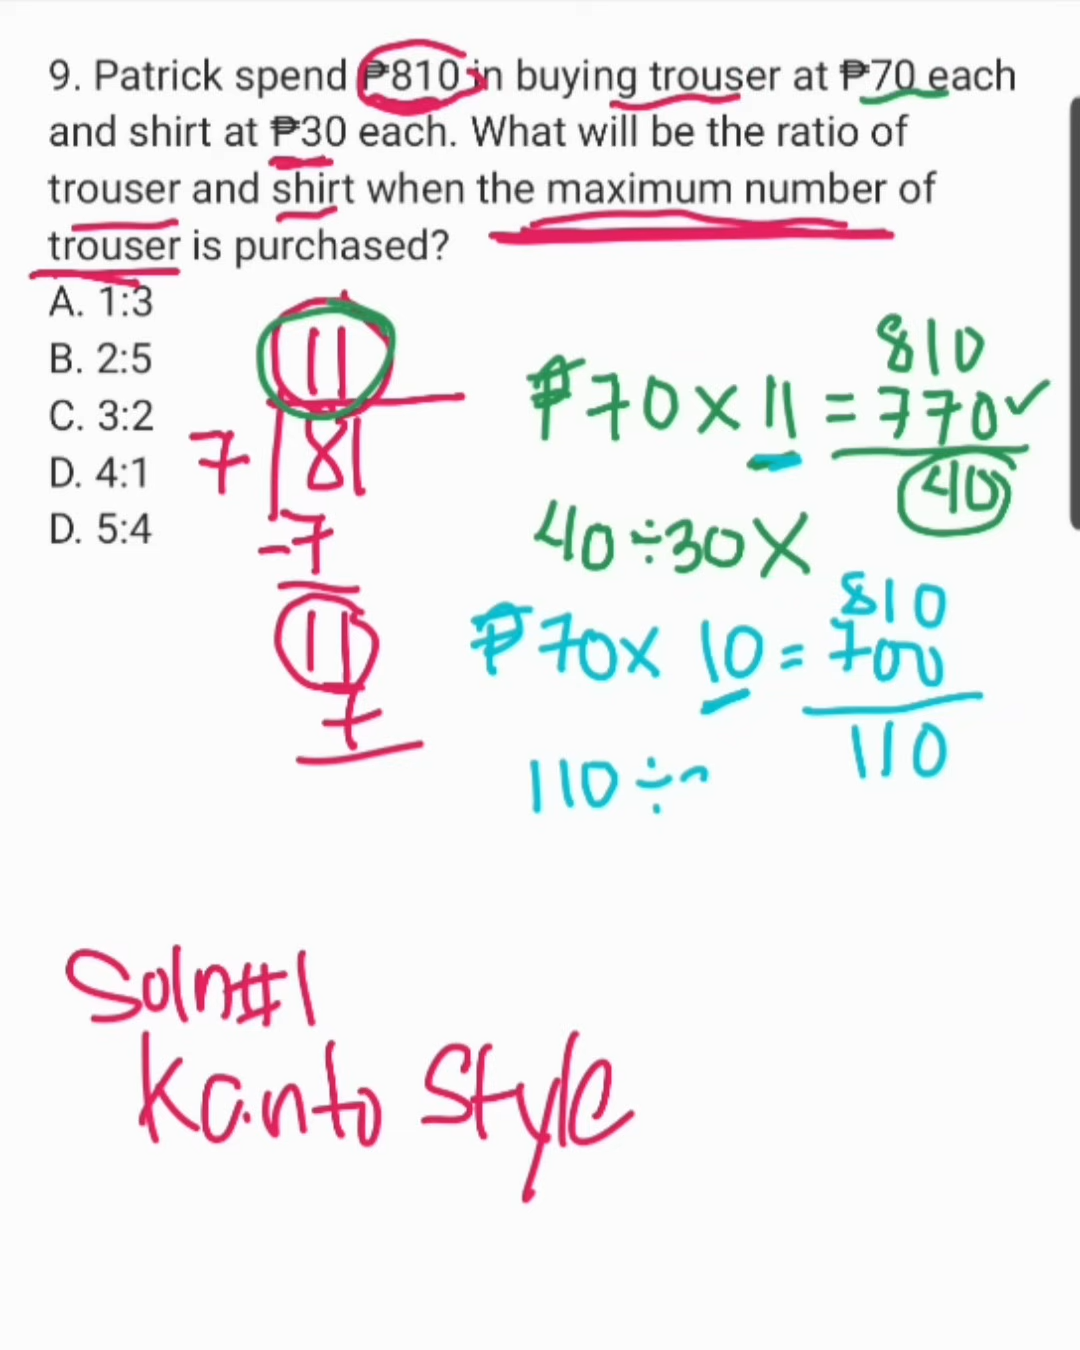 9. Patrick spend ₱810 in buying trouser at ₱70 each
and shirt at ₱30 each. What will be the ratio of
trouser and shirt when the maximum number of
trouser is purchased?
A. 1:3
B. 2:5
C. 3:2
D. 4:1
D. 5:4
11
7 81
-7
11
7
810
₱70 x 11 = 770✓
40
40÷30 X
810
₱70 x 10 = 700
110
110÷
Soln#1
Kanto Style